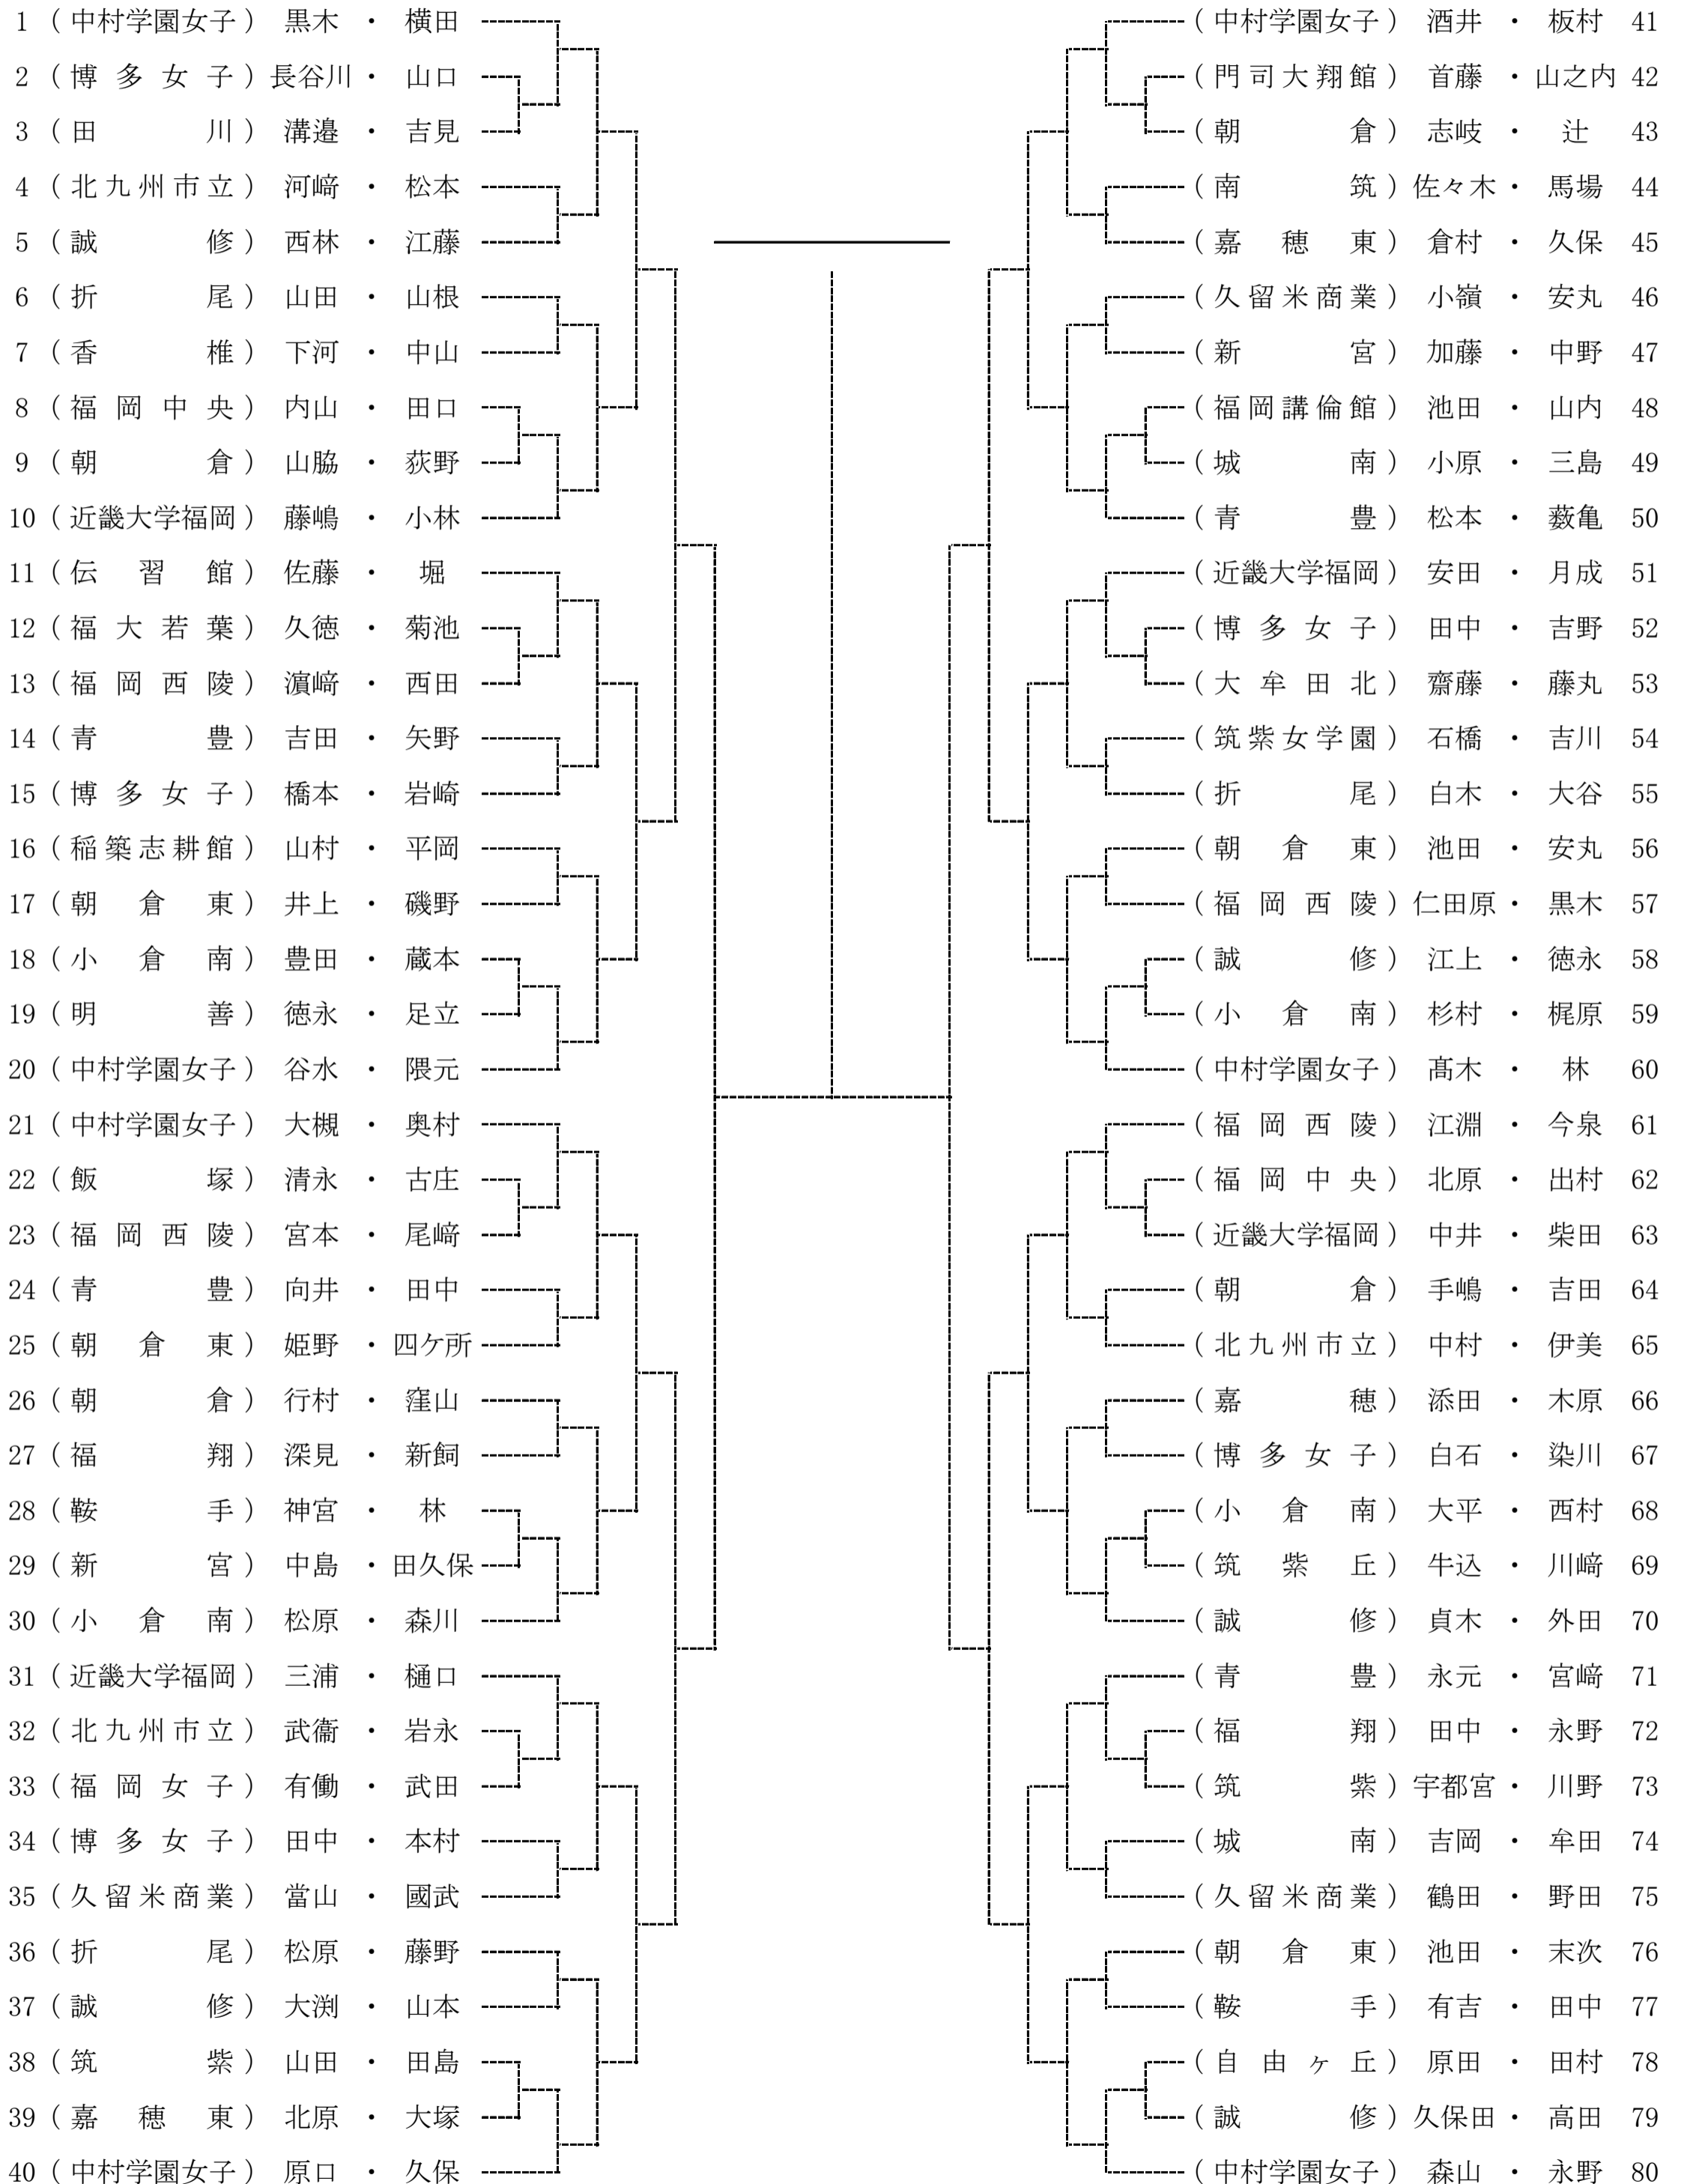 1 (中村学園女子) 黒木 ・ 横田
2 (博多女子) 長谷川 ・ 山口
3 (田川) 溝邉 ・ 吉見
4 (北九州市立) 河﨑 ・ 松本
5 (誠修) 西林 ・ 江藤
6 (折尾) 山田 ・ 山根
7 (香椎) 下河 ・ 中山
8 (福岡中央) 内山 ・ 田口
9 (朝倉) 山脇 ・ 荻野
10 (近畿大学福岡) 藤嶋 ・ 小林
11 (伝習館) 佐藤 ・ 堀
12 (福大若葉) 久徳 ・ 菊池
13 (福岡西陵) 濵﨑 ・ 西田
14 (青豊) 吉田 ・ 矢野
15 (博多女子) 橋本 ・ 岩崎
16 (稲築志耕館) 山村 ・ 平岡
17 (朝倉東) 井上 ・ 磯野
18 (小倉南) 豊田 ・ 蔵本
19 (明善) 徳永 ・ 足立
20 (中村学園女子) 谷水 ・ 隈元
21 (中村学園女子) 大槻 ・ 奥村
22 (飯塚) 清永 ・ 古庄
23 (福岡西陵) 宮本 ・ 尾﨑
24 (青豊) 向井 ・ 田中
25 (朝倉東) 姫野 ・ 四ケ所
26 (朝倉) 行村 ・ 窪山
27 (福翔) 深見 ・ 新飼
28 (鞍手) 神宮 ・ 林
29 (新宮) 中島 ・ 田久保
30 (小倉南) 松原 ・ 森川
31 (近畿大学福岡) 三浦 ・ 樋口
32 (北九州市立) 武衞 ・ 岩永
33 (福岡女子) 有働 ・ 武田
34 (博多女子) 田中 ・ 本村
35 (久留米商業) 當山 ・ 國武
36 (折尾) 松原 ・ 藤野
37 (誠修) 大渕 ・ 山本
38 (筑紫) 山田 ・ 田島
39 (嘉穂東) 北原 ・ 大塚
40 (中村学園女子) 原口 ・ 久保
(中村学園女子) 酒井 ・ 板村 41
(門司大翔館) 首藤 ・ 山之内 42
(朝倉) 志岐 ・ 辻 43
(南筑) 佐々木 ・ 馬場 44
(嘉穂東) 倉村 ・ 久保 45
(久留米商業) 小嶺 ・ 安丸 46
(新宮) 加藤 ・ 中野 47
(福岡講倫館) 池田 ・ 山内 48
(城南) 小原 ・ 三島 49
(青豊) 松本 ・ 薮亀 50
(近畿大学福岡) 安田 ・ 月成 51
(博多女子) 田中 ・ 吉野 52
(大牟田北) 齋藤 ・ 藤丸 53
(筑紫女学園) 石橋 ・ 吉川 54
(折尾) 白木 ・ 大谷 55
(朝倉東) 池田 ・ 安丸 56
(福岡西陵) 仁田原 ・ 黒木 57
(誠修) 江上 ・ 徳永 58
(小倉南) 杉村 ・ 梶原 59
(中村学園女子) 髙木 ・ 林 60
(福岡西陵) 江淵 ・ 今泉 61
(福岡中央) 北原 ・ 出村 62
(近畿大学福岡) 中井 ・ 柴田 63
(朝倉) 手嶋 ・ 吉田 64
(北九州市立) 中村 ・ 伊美 65
(嘉穂) 添田 ・ 木原 66
(博多女子) 白石 ・ 染川 67
(小倉南) 大平 ・ 西村 68
(筑紫丘) 牛込 ・ 川﨑 69
(誠修) 貞木 ・ 外田 70
(青豊) 永元 ・ 宮﨑 71
(福翔) 田中 ・ 永野 72
(筑紫) 宇都宮 ・ 川野 73
(城南) 吉岡 ・ 牟田 74
(久留米商業) 鶴田 ・ 野田 75
(朝倉東) 池田 ・ 末次 76
(鞍手) 有吉 ・ 田中 77
(自由ヶ丘) 原田 ・ 田村 78
(誠修) 久保田 ・ 高田 79
(中村学園女子) 森山 ・ 永野 80